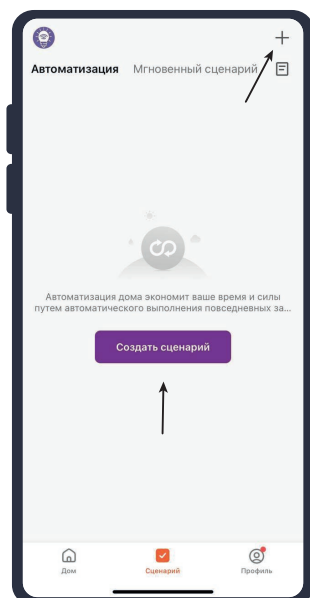 Автоматизация Мгновенный сценарий
Автоматизация дома экономит ваше время и силы
путем автоматического выполнения повседневных за...
Создать сценарий
Дом Сценарий Профиль